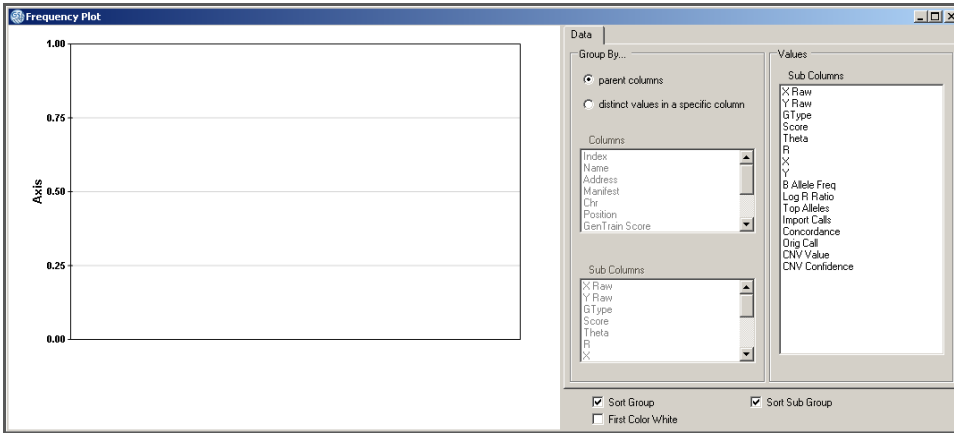 Frequency Plot
1.00
0.75
0.50
0.25
0.00
Axis
Data
Group By...
parent columns
distinct values in a specific column
Columns
Index
Name
Address
Manifest
Chr
Position
GenTrain Score
Sub Columns
X Raw
Y Raw
GType
Score
Theta
R
X
Values
Sub Columns
X Raw
Y Raw
GType
Score
Theta
R
X
Y
B Allele Freq
Log R Ratio
Top Alleles
Import Calls
Concordance
Orig Call
CNV Value
CNV Confidence
Sort Group
Sort Sub Group
First Color White